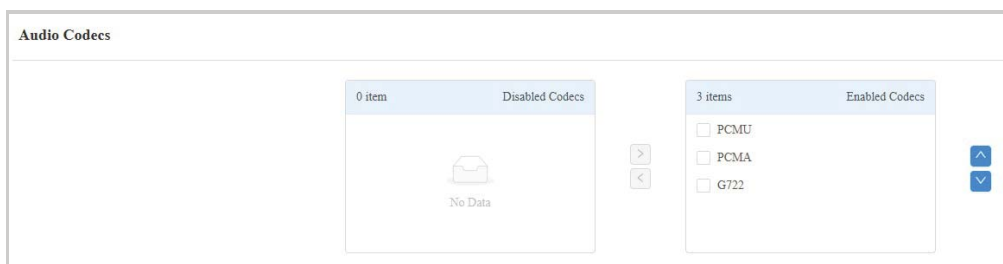 Audio Codecs
0 item Disabled Codecs
3 items Enabled Codecs
PCMU
PCMA
G722
No Data